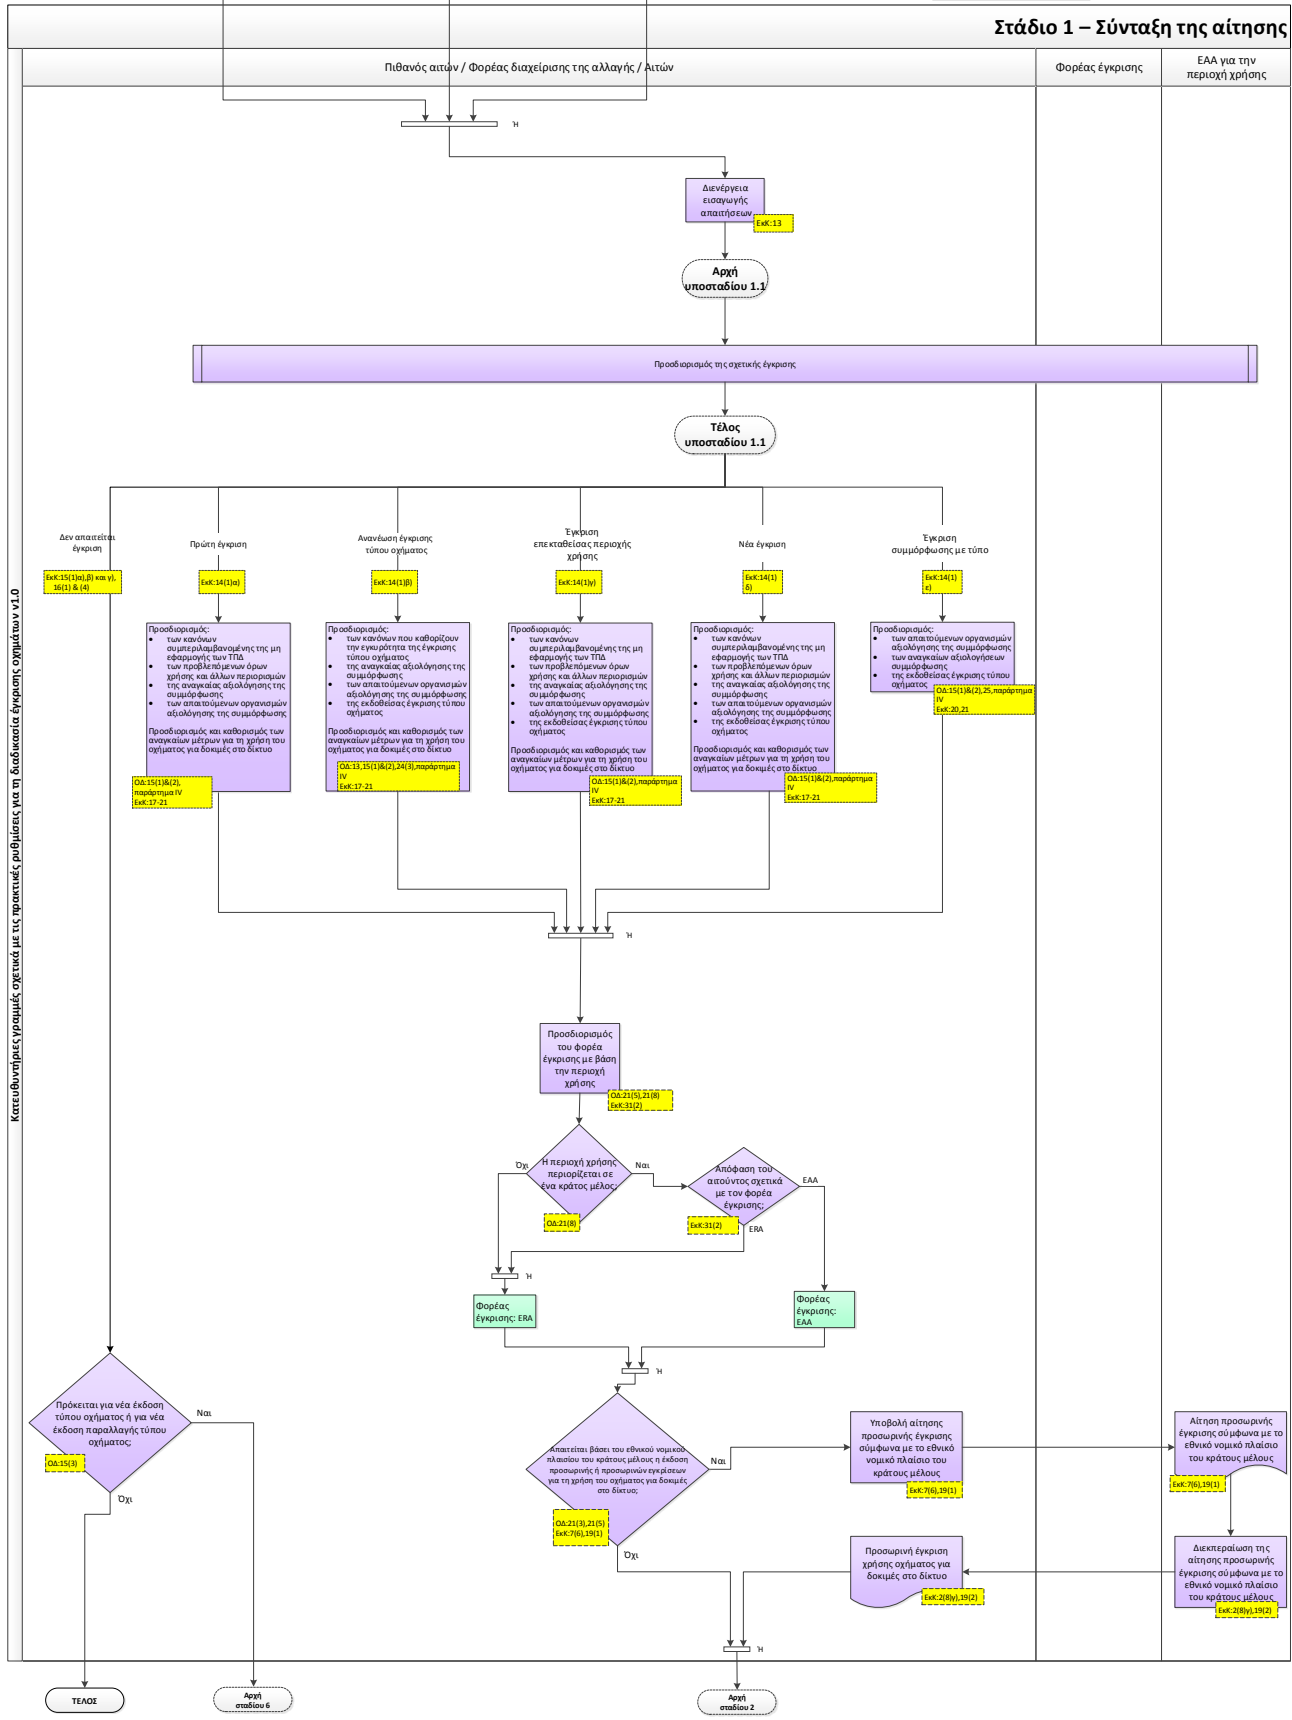 Στάδιο 1 – Σύνταξη της αίτησης
Πιθανός αιτών / Φορέας διαχείρισης της αλλαγής / Αιτών
Φορέας έγκρισης
ΕΑΑ για την
περιοχή χρήσης
Κατευθυντήριες γραμμές σχετικά με τις πρακτικές ρυθμίσεις για τη διαδικασία έγκρισης οχημάτων v1.0
Ή
Διενέργεια
εισαγωγής
απαιτήσεων
ΕκΚ:13
Αρχή
υποσταδίου 1.1
Προσδιορισμός της σχετικής έγκρισης
Τέλος
υποσταδίου 1.1
Δεν απαιτείται
έγκριση
ΕκΚ:15(1)α),β) και γ),
16(1) & (4)
Πρώτη έγκριση
ΕκΚ:14(1)α)
Ανανέωση έγκρισης
τύπου οχήματος
ΕκΚ:14(1)β)
Έγκριση
επεκταθείσας περιοχής
χρήσης
ΕκΚ:14(1)γ)
Νέα έγκριση
ΕκΚ:14(1)
δ)
Έγκριση
συμμόρφωσης με τύπο
ΕκΚ:14(1)
ε)
Προσδιορισμός:
• των κανόνων
συμπεριλαμβανομένης της μη
εφαρμογής των ΤΠΔ
• των προβλεπόμενων όρων
χρήσης και άλλων περιορισμών
• της αναγκαίας αξιολόγησης της
συμμόρφωσης
• των απαιτούμενων οργανισμών
αξιολόγησης της συμμόρφωσης
Προσδιορισμός και καθορισμός των
αναγκαίων μέτρων για τη χρήση του
οχήματος για δοκιμές στο δίκτυο
ΟΔ:15(1)&(2),
παράρτημα IV
ΕκΚ:17-21
Προσδιορισμός:
• των κανόνων που καθορίζουν
την εγκυρότητα της έγκρισης
τύπου οχήματος
• της αναγκαίας αξιολόγησης της
συμμόρφωσης
• των απαιτούμενων οργανισμών
αξιολόγησης της συμμόρφωσης
• της εκδοθείσας έγκρισης τύπου
οχήματος
Προσδιορισμός και καθορισμός των
αναγκαίων μέτρων για τη χρήση του
οχήματος για δοκιμές στο δίκτυο
ΟΔ:13,15(1)&(2),24(3),παράρτημα
IV
ΕκΚ:17-21
Προσδιορισμός:
• των κανόνων
συμπεριλαμβανομένης της μη
εφαρμογής των ΤΠΔ
• των προβλεπόμενων όρων
χρήσης και άλλων περιορισμών
• της αναγκαίας αξιολόγησης της
συμμόρφωσης
• των απαιτούμενων οργανισμών
αξιολόγησης της συμμόρφωσης
• της εκδοθείσας έγκρισης τύπου
οχήματος
Προσδιορισμός και καθορισμός των
αναγκαίων μέτρων για τη χρήση του
οχήματος για δοκιμές στο δίκτυο
ΟΔ:15(1)&(2),παράρτημα
IV
ΕκΚ:17-21
Προσδιορισμός:
• των κανόνων
συμπεριλαμβανομένης της μη
εφαρμογής των ΤΠΔ
• των προβλεπόμενων όρων
χρήσης και άλλων περιορισμών
• της αναγκαίας αξιολόγησης της
συμμόρφωσης
• των απαιτούμενων οργανισμών
αξιολόγησης της συμμόρφωσης
• της εκδοθείσας έγκρισης τύπου
οχήματος
Προσδιορισμός και καθορισμός των
αναγκαίων μέτρων για τη χρήση του
οχήματος για δοκιμές στο δίκτυο
ΟΔ:15(1)&(2),παράρτημα
IV
ΕκΚ:17-21
Προσδιορισμός:
• των απαιτούμενων οργανισμών
αξιολόγησης της συμμόρφωσης
• των αναγκαίων αξιολογήσεων
συμμόρφωσης
• της εκδοθείσας έγκρισης τύπου
οχήματος
ΟΔ:15(1)&(2),25,παράρτημα
IV
ΕκΚ:20,21
Ή
Προσδιορισμός
του φορέα
έγκρισης με βάση
την περιοχή
χρήσης
ΟΔ:21(5),21(8)
ΕκΚ:31(2)
Η περιοχή χρήσης
περιορίζεται σε
ένα κράτος μέλος;
ΟΔ:21(8)
Όχι
Ναι
Απόφαση του
αιτούντος σχετικά
με τον φορέα
έγκρισης;
ΕκΚ:31(2)
ΕΑΑ
ERA
Ή
Φορέας
έγκρισης: ERA
Φορέας
έγκρισης:
ΕΑΑ
Ή
Πρόκειται για νέα έκδοση
τύπου οχήματος ή για νέα
έκδοση παραλλαγής τύπου
οχήματος;
ΟΔ:15(3)
Ναι
Όχι
Απαιτείται βάσει του εθνικού νομικού
πλαισίου του κράτους μέλους η έκδοση
προσωρινής ή προσωρινών εγκρίσεων
για τη χρήση του οχήματος για δοκιμές
στο δίκτυο;
ΟΔ:21(3),21(5)
ΕκΚ:7(6),19(1)
Ναι
Όχι
Υποβολή αίτησης
προσωρινής έγκρισης
σύμφωνα με το εθνικό
νομικό πλαίσιο του
κράτους μέλους
ΕκΚ:7(6),19(1)
Αίτηση προσωρινής
έγκρισης σύμφωνα με το
εθνικό νομικό πλαίσιο
του κράτους μέλους
ΕκΚ:7(6),19(1)
Προσωρινή έγκριση
χρήσης οχήματος για
δοκιμές στο δίκτυο
ΕκΚ:2(8)γ),19(2)
Διεκπεραίωση της
αίτησης προσωρινής
έγκρισης σύμφωνα με το
εθνικό νομικό πλαίσιο
του κράτους μέλους
ΕκΚ:2(8)γ),19(2)
Ή
ΤΕΛΟΣ
Αρχή
σταδίου 6
Αρχή
σταδίου 2